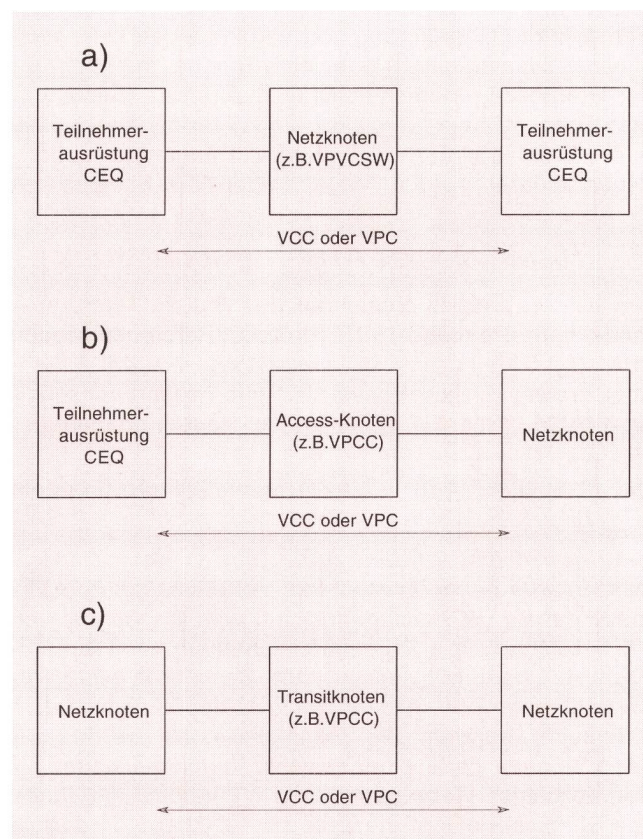 a)
Teilnehmer-
ausrüstung
CEQ
Netzknoten
(z.B.VPVCSW)
Teilnehmer-
ausrüstung
CEQ
VCC oder VPC
b)
Teilnehmer-
ausrüstung
CEQ
Access-Knoten
(z.B.VPCC)
Netzknoten
VCC oder VPC
c)
Netzknoten
Transitknoten
(z.B.VPCC)
Netzknoten
VCC oder VPC